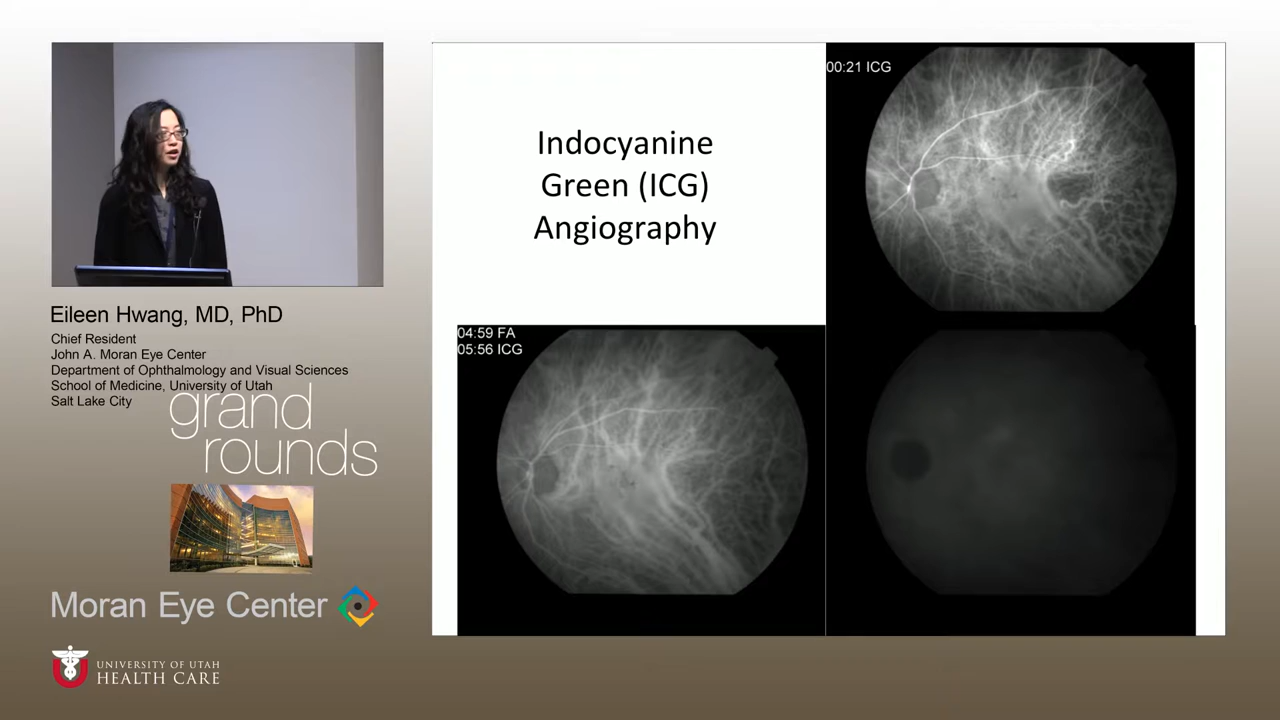 Indocyanine
Green (ICG)
Angiography
00:21 ICG
04:59 FA
05:56 ICG
Eileen Hwang, MD, PhD
Chief Resident
John A. Moran Eye Center
Department of Ophthalmology and Visual Sciences
School of Medicine, University of Utah
Salt Lake City
grand
rounds
Moran Eye Center
UNIVERSITY OF UTAH
HEALTH CARE